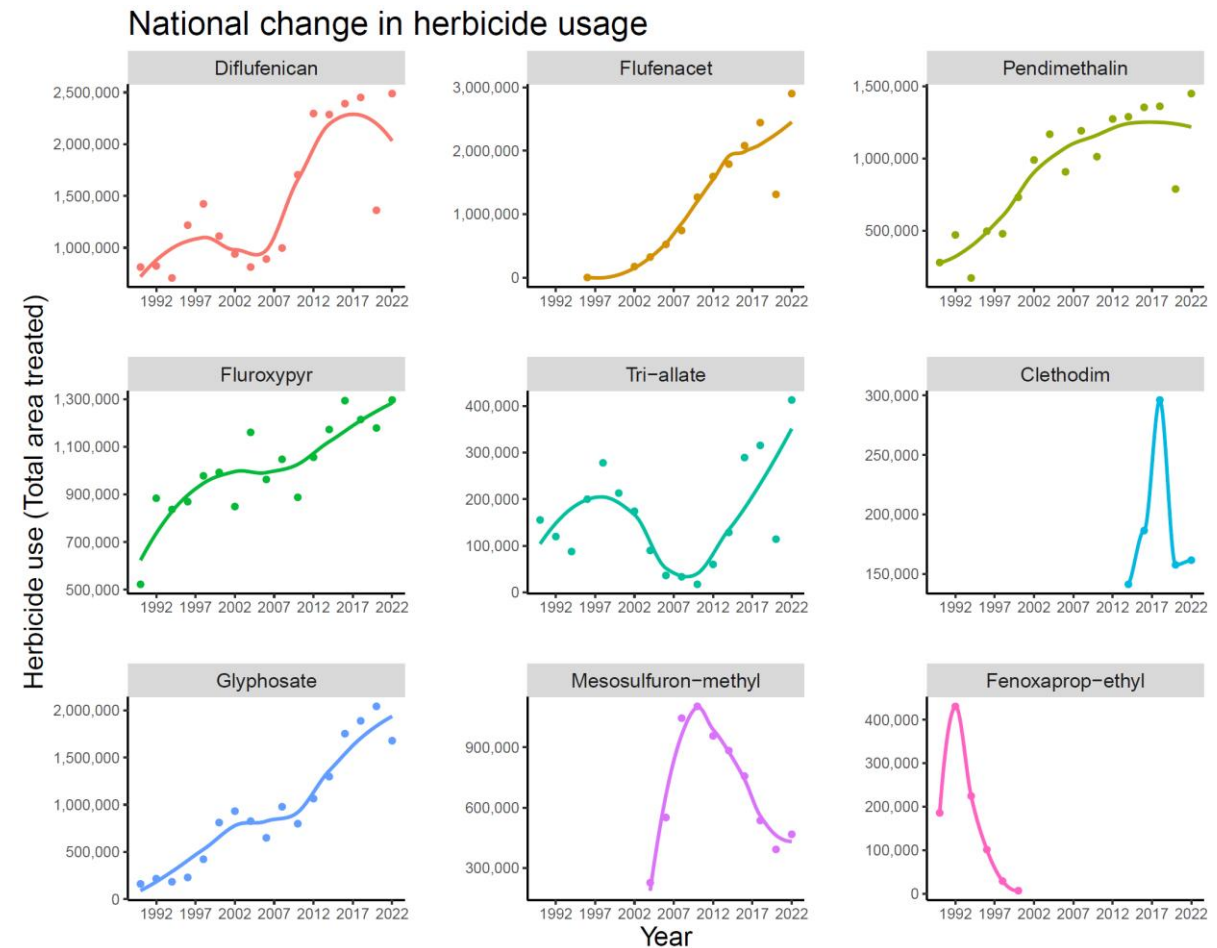 National change in herbicide usage
Diflufenican
Flufenacet
Pendimethalin
2,500,000
2,000,000
1,500,000
1,000,000
3,000,000
2,000,000
1,000,000
0
1,500,000
1,000,000
500,000
1992 1997 2002 2007 2012 2017 2022
1992 1997 2002 2007 2012 2017 2022
1992 1997 2002 2007 2012 2017 2022
Herbicide use (Total area treated)
Fluroxypyr
Tri−allate
Clethodim
1,300,000
1,100,000
900,000
700,000
500,000
400,000
300,000
200,000
100,000
0
300,000
250,000
200,000
150,000
1992 1997 2002 2007 2012 2017 2022
1992 1997 2002 2007 2012 2017 2022
1992 1997 2002 2007 2012 2017 2022
Glyphosate
Mesosulfuron−methyl
Fenoxaprop−ethyl
2,000,000
1,500,000
1,000,000
500,000
0
900,000
600,000
300,000
400,000
300,000
200,000
100,000
0
1992 1997 2002 2007 2012 2017 2022
1992 1997 2002 2007 2012 2017 2022
1992 1997 2002 2007 2012 2017 2022
Year